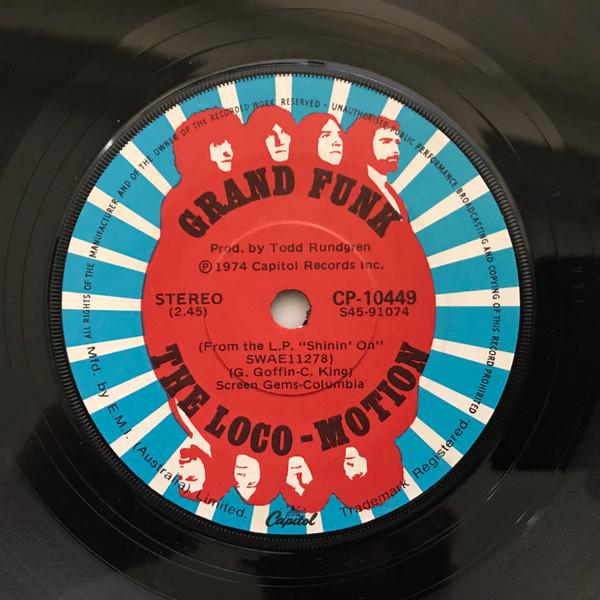 ALL RIGHTS OF THE MANUFACTURER AND OF THE OWNER OF THE RECORDED WORK RESERVED · UNAUTHORISED PUBLIC PERFORMANCE BROADCASTING AND COPYING OF THIS RECORD PROHIBITED
GRAND FUNK
Prod. by Todd Rundgren
Ⓟ 1974 Capitol Records Inc.
STEREO
(2.45)
CP-10449
S45-91074
(From the L.P. "Shinin' On"
SWAE11278)
(G. Goffin-C. King)
Screen Gems-Columbia
THE LOCO-MOTION
Mfd. by E.M.I. (Australia) Limited.
Trademark Registered.
Capitol